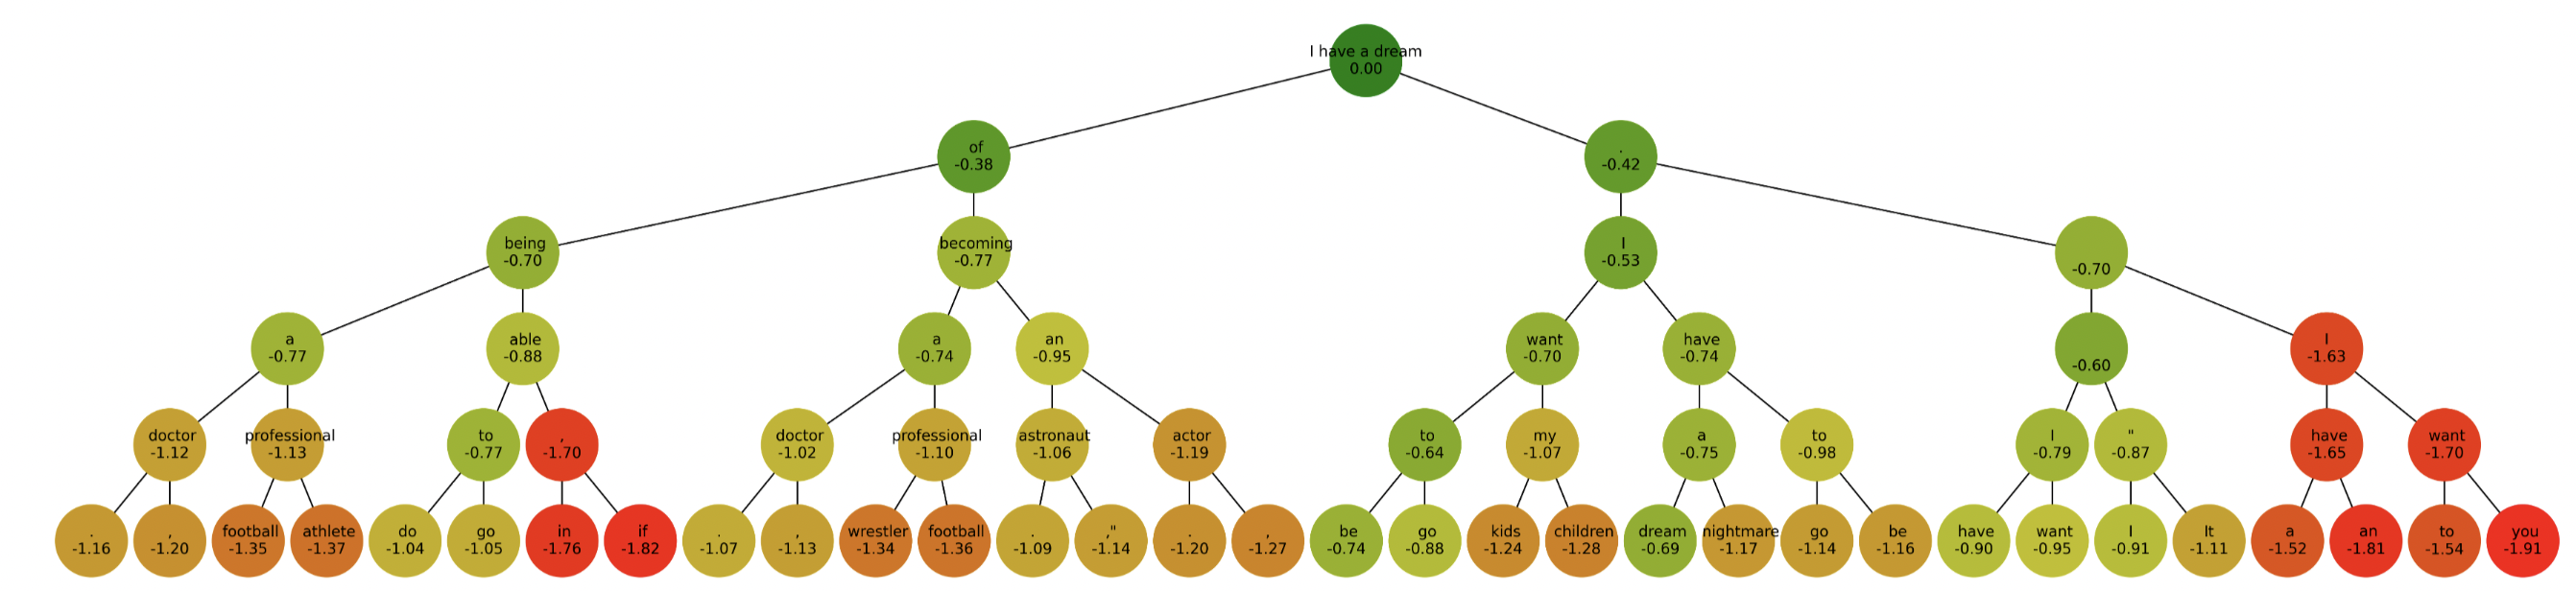 I have a dream
0.00
of
-0.38
.
-0.42
being
-0.70
becoming
-0.77
I
-0.53
-0.70
a
-0.77
able
-0.88
a
-0.74
an
-0.95
want
-0.70
have
-0.74
-0.60
I
-1.63
doctor
-1.12
professional
-1.13
to
-0.77
,
-1.70
doctor
-1.02
professional
-1.10
astronaut
-1.06
actor
-1.19
to
-0.64
my
-1.07
a
-0.75
to
-0.98
I
-0.79
"
-0.87
have
-1.65
want
-1.70
.
-1.16
,
-1.20
football
-1.35
athlete
-1.37
do
-1.04
go
-1.05
in
-1.76
if
-1.82
.
-1.07
,
-1.13
wrestler
-1.34
football
-1.36
.
-1.09
,"
-1.14
.
-1.20
,
-1.27
be
-0.74
go
-0.88
kids
-1.24
children
-1.28
dream
-0.69
nightmare
-1.17
go
-1.14
be
-1.16
have
-0.90
want
-0.95
I
-0.91
It
-1.11
a
-1.52
an
-1.81
to
-1.54
you
-1.91